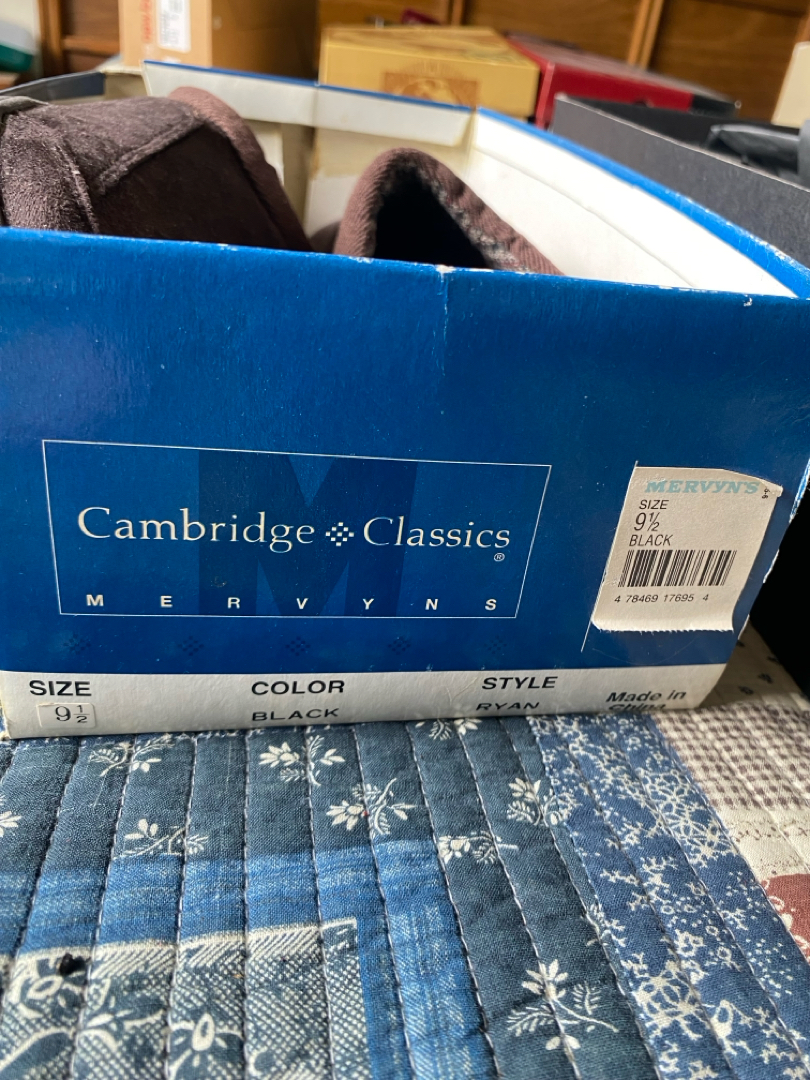 Cambridge Classics
®
MERVYNS
MERVYN'S
SIZE
9½
BLACK
4 78469 17695 4
SIZE COLOR STYLE
9½ BLACK RYAN
Made in
China